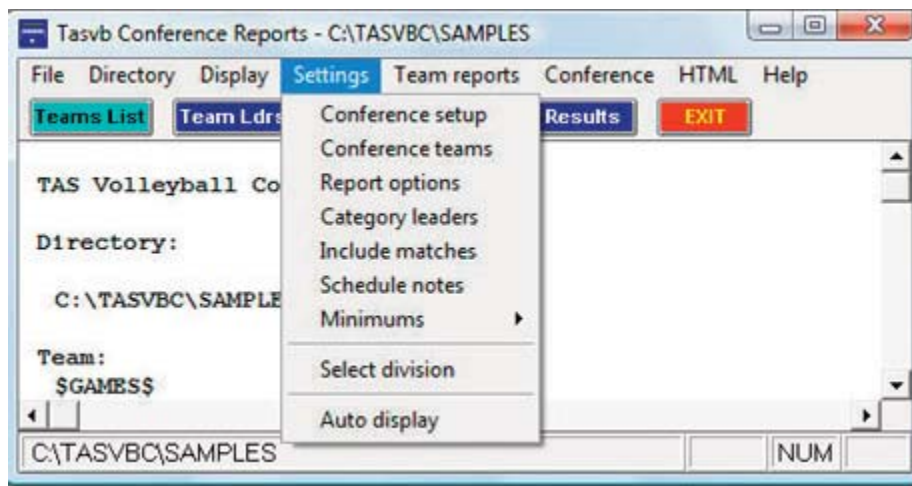 Tasvb Conference Reports - C:\TASVBC\SAMPLES
File Directory Display Settings Team reports Conference HTML Help
Teams List Team Ldrs Results EXIT
Conference setup
Conference teams
Report options
Category leaders
Include matches
Schedule notes
Minimums
Select division
Auto display
TAS Volleyball Co
Directory:
C:\TASVBC\SAMPLE
Team:
$GAMES$
C:\TASVBC\SAMPLES NUM